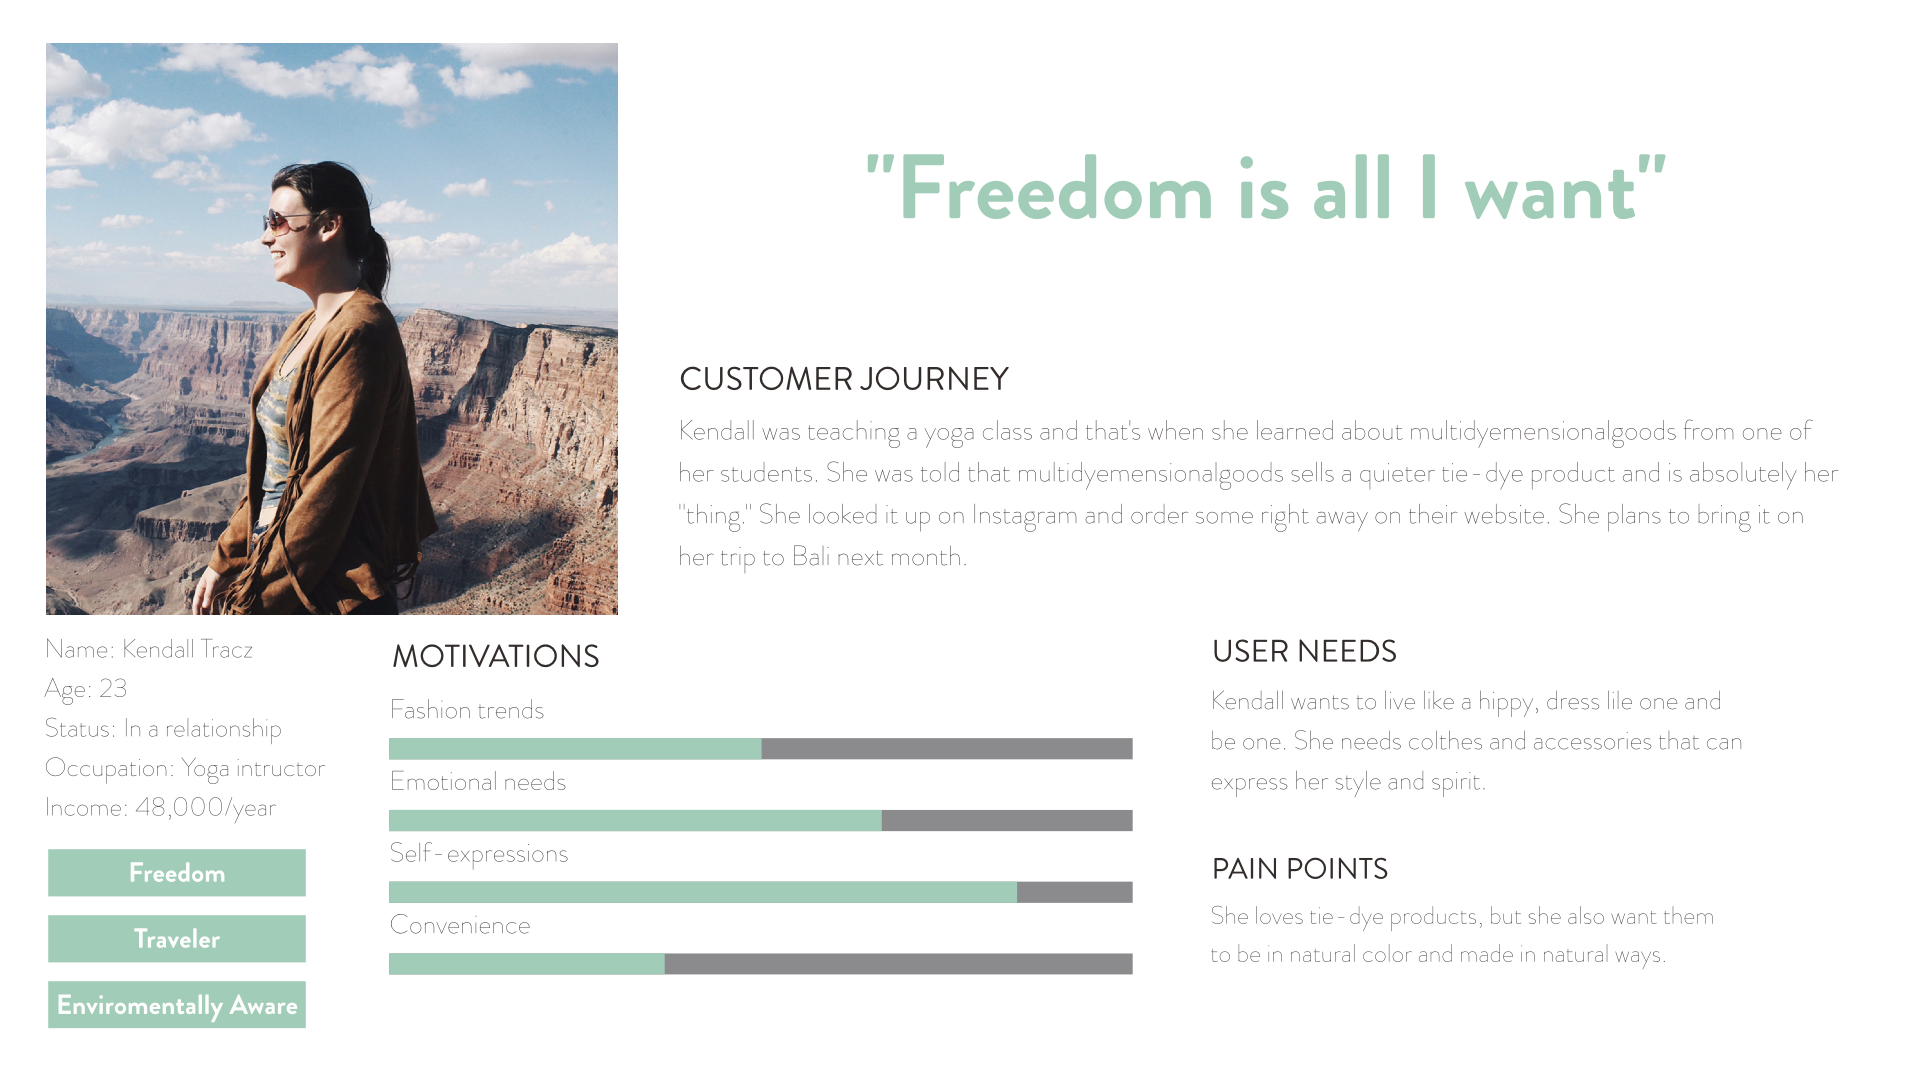 "Freedom is all I want"
CUSTOMER JOURNEY
Kendall was teaching a yoga class and that's when she learned about multidyemensionalgoods from one of
her students. She was told that multidyemensionalgoods sells a quieter tie-dye product and is absolutely her
"thing." She looked it up on Instagram and order some right away on their website. She plans to bring it on
her trip to Bali next month.
Name: Kendall Tracz
Age: 23
Status: In a relationship
Occupation: Yoga intructor
Income: 48,000/year
Freedom
Traveler
Enviromentally Aware
MOTIVATIONS
Fashion trends
Emotional needs
Self-expressions
Convenience
USER NEEDS
Kendall wants to live like a hippy, dress lile one and
be one. She needs colthes and accessories that can
express her style and spirit.
PAIN POINTS
She loves tie-dye products, but she also want them
to be in natural color and made in natural ways.